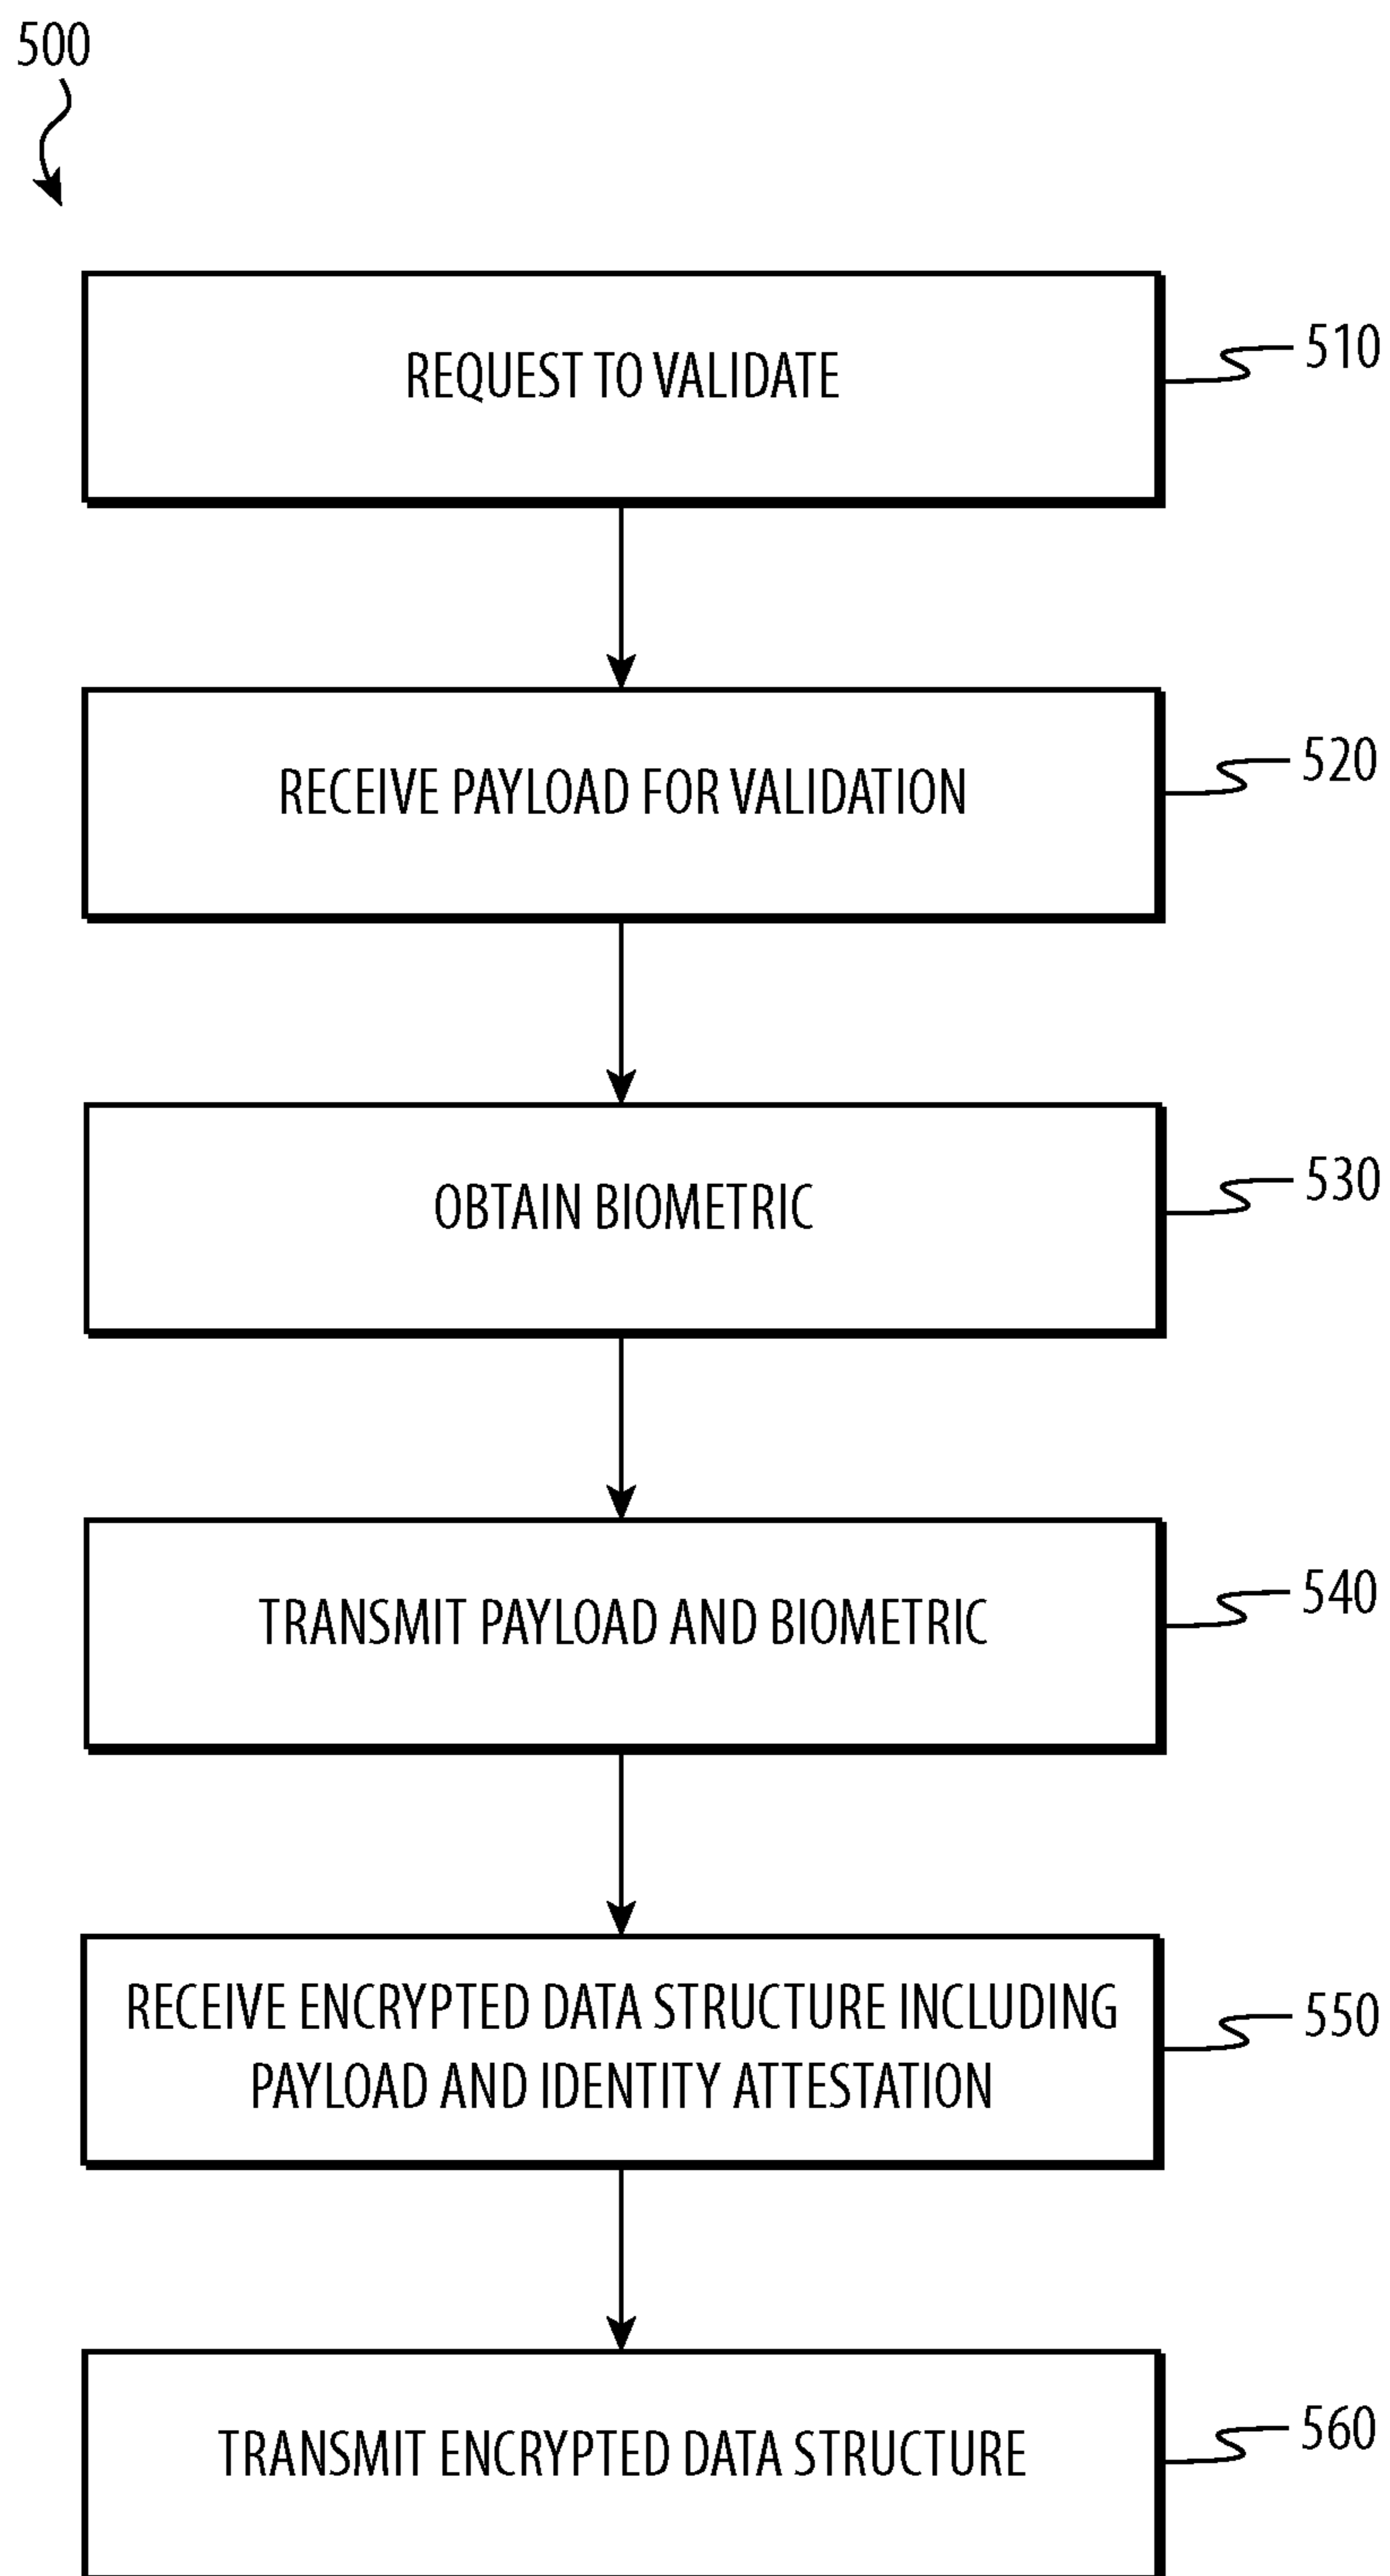 500
REQUEST TO VALIDATE
510
RECEIVE PAYLOAD FOR VALIDATION
520
OBTAIN BIOMETRIC
530
TRANSMIT PAYLOAD AND BIOMETRIC
540
RECEIVE ENCRYPTED DATA STRUCTURE INCLUDING
PAYLOAD AND IDENTITY ATTESTATION
550
TRANSMIT ENCRYPTED DATA STRUCTURE
560